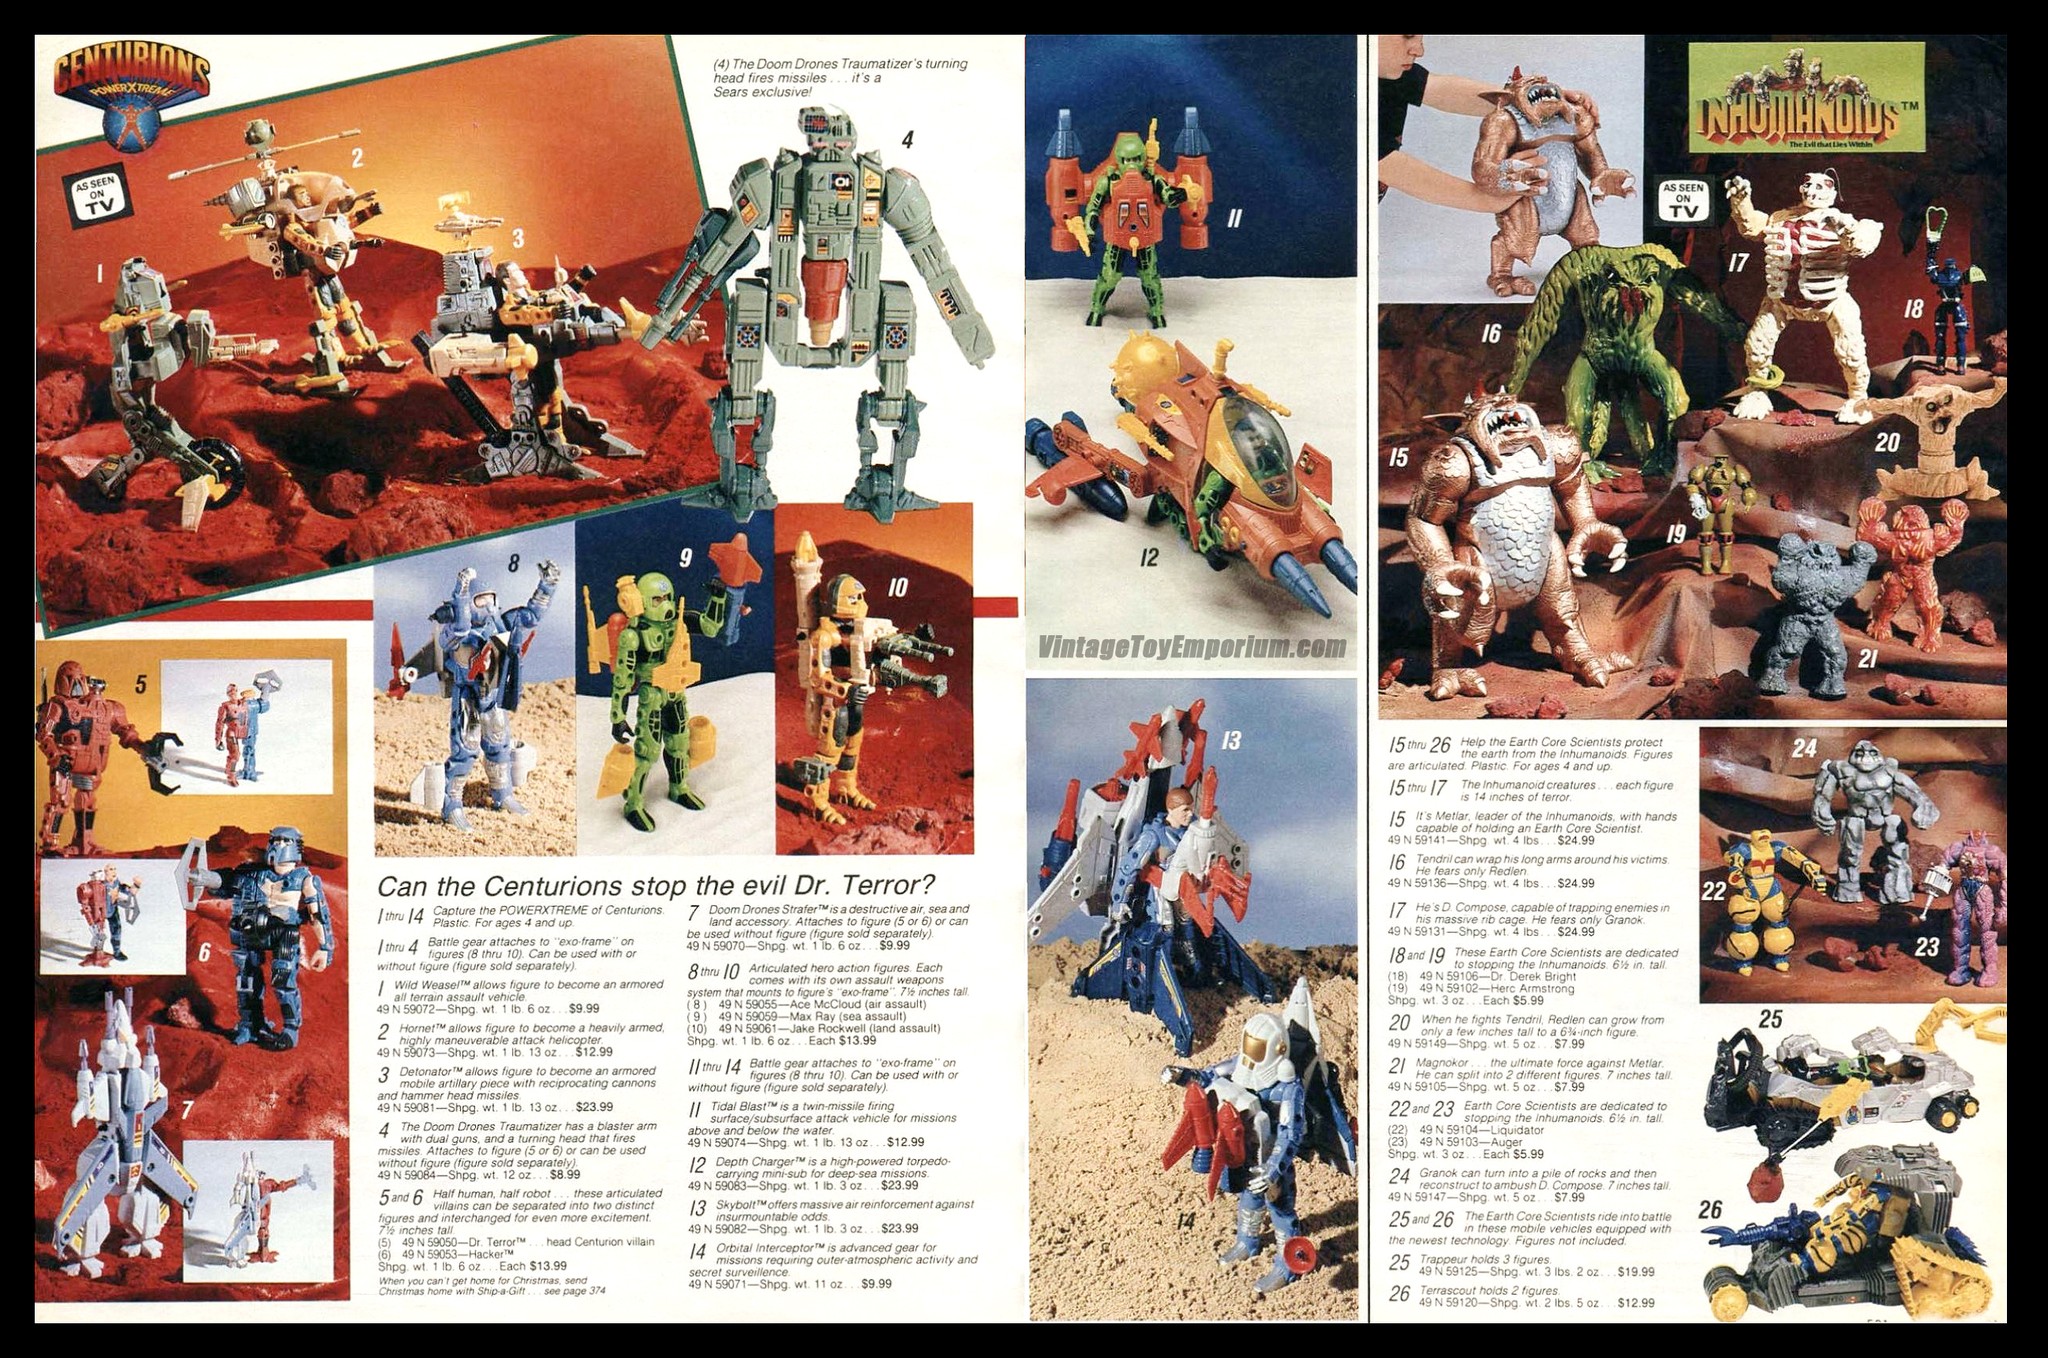 CENTURIONS
POWERXTREME
AS SEEN
ON
TV
(4) The Doom Drones Traumatizer's turning
head fires missiles . . . it's a
Sears exclusive!
1
2
3
4
5
6
7
8
9
10
Can the Centurions stop the evil Dr. Terror?
1 thru 14 Capture the POWERXTREME of Centurions.
Plastic. For ages 4 and up.
1 thru 4 Battle gear attaches to "exo-frame" on
figures (8 thru 10). Can be used with or
without figure (figure sold separately).
1 Wild Weasel™ allows figure to become an armored
all terrain assault vehicle.
49 N 59072—Shpg. wt. 1 lb. 6 oz . . . $9.99
2 Hornet™ allows figure to become a heavily armed,
highly maneuverable attack helicopter.
49 N 59073—Shpg. wt. 1 lb. 13 oz . . . $12.99
3 Detonator™ allows figure to become an armored
mobile artillery piece with reciprocating cannons
and hammer head missiles.
49 N 59081—Shpg. wt. 1 lb. 13 oz . . . $23.99
4 The Doom Drones Traumatizer has a blaster arm
with dual guns, and a turning head that fires
missiles. Attaches to figure (5 or 6) or can be used
without figure (figure sold separately).
49 N 59084—Shpg. wt. 12 oz . . . $8.99
5 and 6 Half human, half robot . . . these articulated
villains can be separated into two distinct
figures and interchanged for even more excitement.
7½ inches tall.
(5) 49 N 59050—Dr. Terror™ . . . head Centurion villain
(6) 49 N 59053—Hacker™
Shpg. wt. 1 lb. 6 oz . . . Each $13.99
When you can't get home for Christmas, send
Christmas home with Ship-a-Gift . . . see page 374
7 Doom Drones Strafer™ is a destructive air, sea and
land accessory. Attaches to figure (5 or 6) or can
be used without figure (figure sold separately).
49 N 59070—Shpg. wt. 1 lb. 6 oz . . . $9.99
8 thru 10 Articulated hero action figures. Each
comes with its own assault weapons
system that mounts to figure's "exo-frame". 7½ inches tall.
(8) 49 N 59055—Ace McCloud (air assault)
(9) 49 N 59059—Max Ray (sea assault)
(10) 49 N 59061—Jake Rockwell (land assault)
Shpg. wt. 1 lb. 6 oz . . . Each $13.99
11 thru 14 Battle gear attaches to "exo-frame" on
figures (8 thru 10). Can be used with or
without figure (figure sold separately).
11 Tidal Blast™ is a twin-missile firing
surface/subsurface attack vehicle for missions
above and below the water.
49 N 59074—Shpg. wt. 1 lb. 13 oz . . . $12.99
12 Depth Charger™ is a high-powered torpedo-
carrying mini-sub for deep-sea missions.
49 N 59083—Shpg. wt. 1 lb. 3 oz . . . $23.99
13 Skybolt™ offers massive air reinforcement against
insurmountable odds.
49 N 59082—Shpg. wt. 1 lb. 3 oz . . . $23.99
14 Orbital Interceptor™ is advanced gear for
missions requiring outer-atmospheric activity and
secret surveillence.
49 N 59071—Shpg. wt. 11 oz . . . $9.99
11
12
VintageToyEmporium.com
13
14
INHUMANOIDS™
The Evil that Lies Within
AS SEEN
ON
TV
15
16
17
18
19
20
21
15 thru 26 Help the Earth Core Scientists protect
the earth from the Inhumanoids. Figures
are articulated. Plastic. For ages 4 and up.
15 thru 17 The Inhumanoid creatures . . . each figure
is 14 inches of terror.
15 It's Metlar, leader of the Inhumanoids, with hands
capable of holding an Earth Core Scientist.
49 N 59141—Shpg. wt. 4 lbs . . . $24.99
16 Tendril can wrap his long arms around his victims.
He fears only Redlen.
49 N 59136—Shpg. wt. 4 lbs . . . $24.99
17 He's D. Compose, capable of trapping enemies in
his massive rib cage. He fears only Granok.
49 N 59131—Shpg. wt. 4 lbs . . . $24.99
18 and 19 These Earth Core Scientists are dedicated
to stopping the Inhumanoids. 6½ in. tall.
(18) 49 N 59106—Dr. Derek Bright
(19) 49 N 59102—Herc Armstrong
Shpg. wt. 3 oz . . . Each $5.99
20 When he fights Tendril, Redlen can grow from
only a few inches tall to a 6¾-inch figure.
49 N 59149—Shpg. wt. 5 oz . . . $7.99
21 Magnokor . . . the ultimate force against Metlar.
He can split into 2 different figures. 7 inches tall.
49 N 59105—Shpg. wt. 5 oz . . . $7.99
22 and 23 Earth Core Scientists are dedicated to
stopping the Inhumanoids. 6½ in. tall.
(22) 49 N 59104—Liquidator
(23) 49 N 59103—Auger
Shpg. wt. 3 oz . . . Each $5.99
24 Granok can turn into a pile of rocks and then
reconstruct to ambush D. Compose. 7 inches tall.
49 N 59147—Shpg. wt. 5 oz . . . $7.99
25 and 26 The Earth Core Scientists ride into battle
in these mobile vehicles equipped with
the newest technology. Figures not included.
25 Trappeur holds 3 figures.
49 N 59125—Shpg. wt. 3 lbs. 2 oz . . . $19.99
26 Terrascout holds 2 figures.
49 N 59120—Shpg. wt. 2 lbs. 5 oz . . . $12.99
22
23
24
25
26